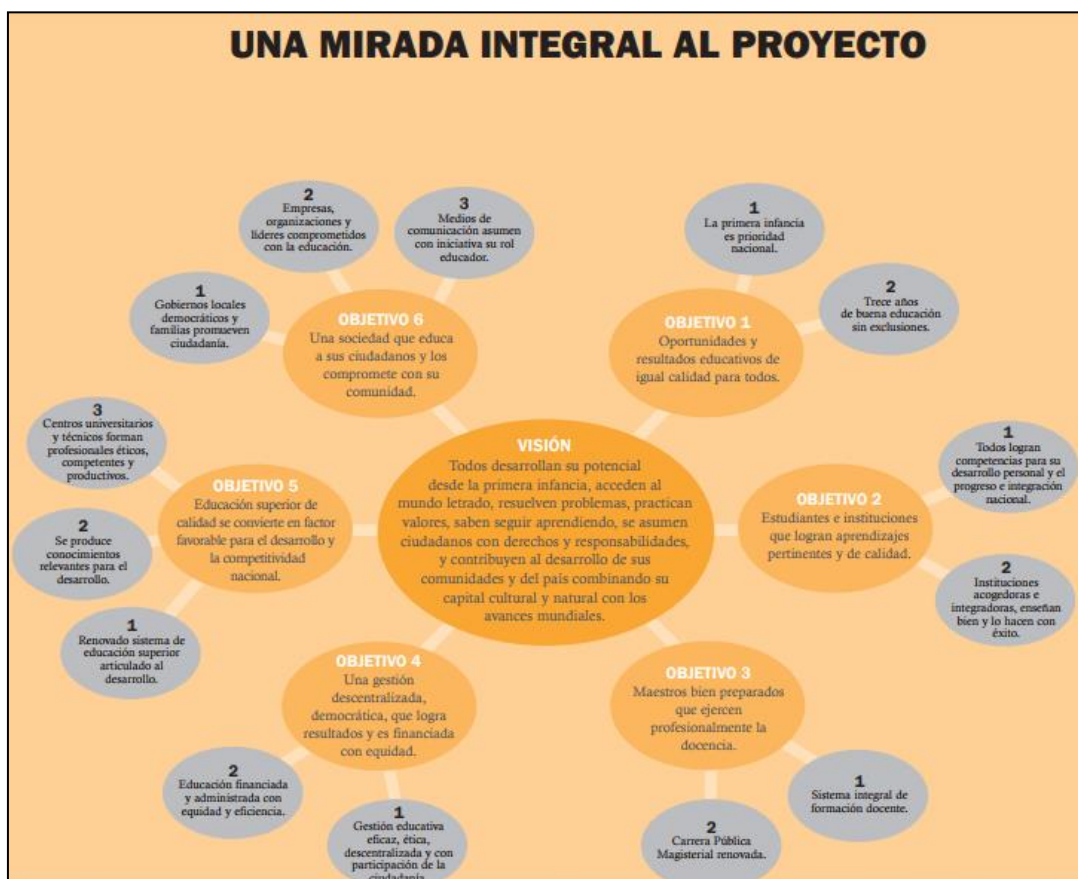 UNA MIRADA INTEGRAL AL PROYECTO
2
Empresas,
organizaciones y
líderes comprometidos
con la educación.
3
Medios de
comunicación asumen
con iniciativa su rol
educador.
1
Gobiernos locales
democráticos y
familias promueven
ciudadanía.
OBJETIVO 6
Una sociedad que educa
a sus ciudadanos y los
compromete con su
comunidad.
1
La primera infancia
es prioridad
nacional.
2
Trece años
de buena educación
sin exclusiones.
OBJETIVO 1
Oportunidades y
resultados educativos de
igual calidad para todos.
VISIÓN
Todos desarrollan su potencial
desde la primera infancia, acceden al
mundo letrado, resuelven problemas, practican
valores, saben seguir aprendiendo, se asumen
ciudadanos con derechos y responsabilidades,
y contribuyen al desarrollo de sus
comunidades y del país combinando su
capital cultural y natural con los
avances mundiales.
3
Centros universitarios
y técnicos forman
profesionales éticos,
competentes y
productivos.
2
Se produce
conocimientos
relevantes para el
desarrollo.
1
Renovado sistema de
educación superior
articulado al
desarrollo.
OBJETIVO 5
Educación superior de
calidad se convierte en factor
favorable para el desarrollo y
la competitividad
nacional.
1
Todos logran
competencias para su
desarrollo personal y el
progreso e integración
nacional.
OBJETIVO 2
Estudiantes e instituciones
que logran aprendizajes
pertinentes y de calidad.
2
Instituciones
acogedoras e
integradoras, enseñan
bien y lo hacen con
éxito.
OBJETIVO 4
Una gestión
descentralizada,
democrática, que logra
resultados y es financiada
con equidad.
2
Educación financiada
y administrada con
equidad y eficiencia.
1
Gestión educativa
eficaz, ética,
descentralizada y con
participación de la
ciudadanía
OBJETIVO 3
Maestros bien preparados
que ejercen
profesionalmente la
docencia.
1
Sistema integral de
formación docente.
2
Carrera Pública
Magisterial renovada.